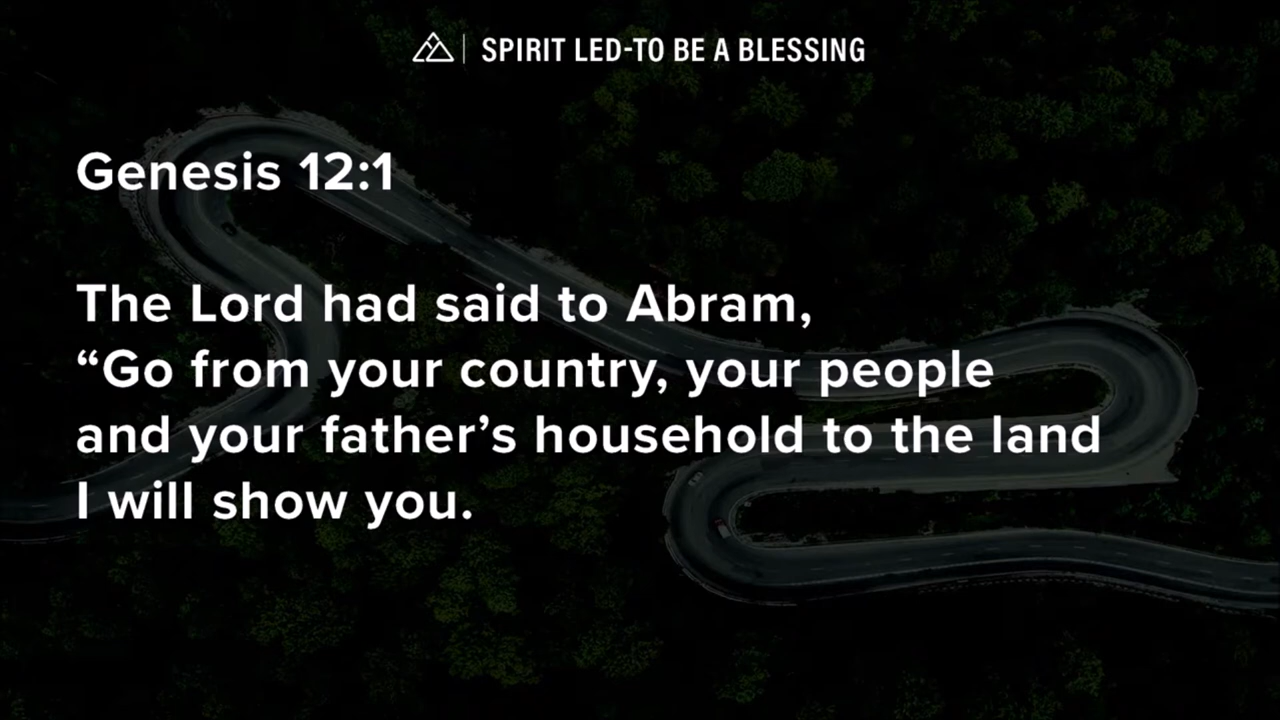 SPIRIT LED-TO BE A BLESSING
Genesis 12:1
The Lord had said to Abram,
“Go from your country, your people
and your father’s household to the land
I will show you.